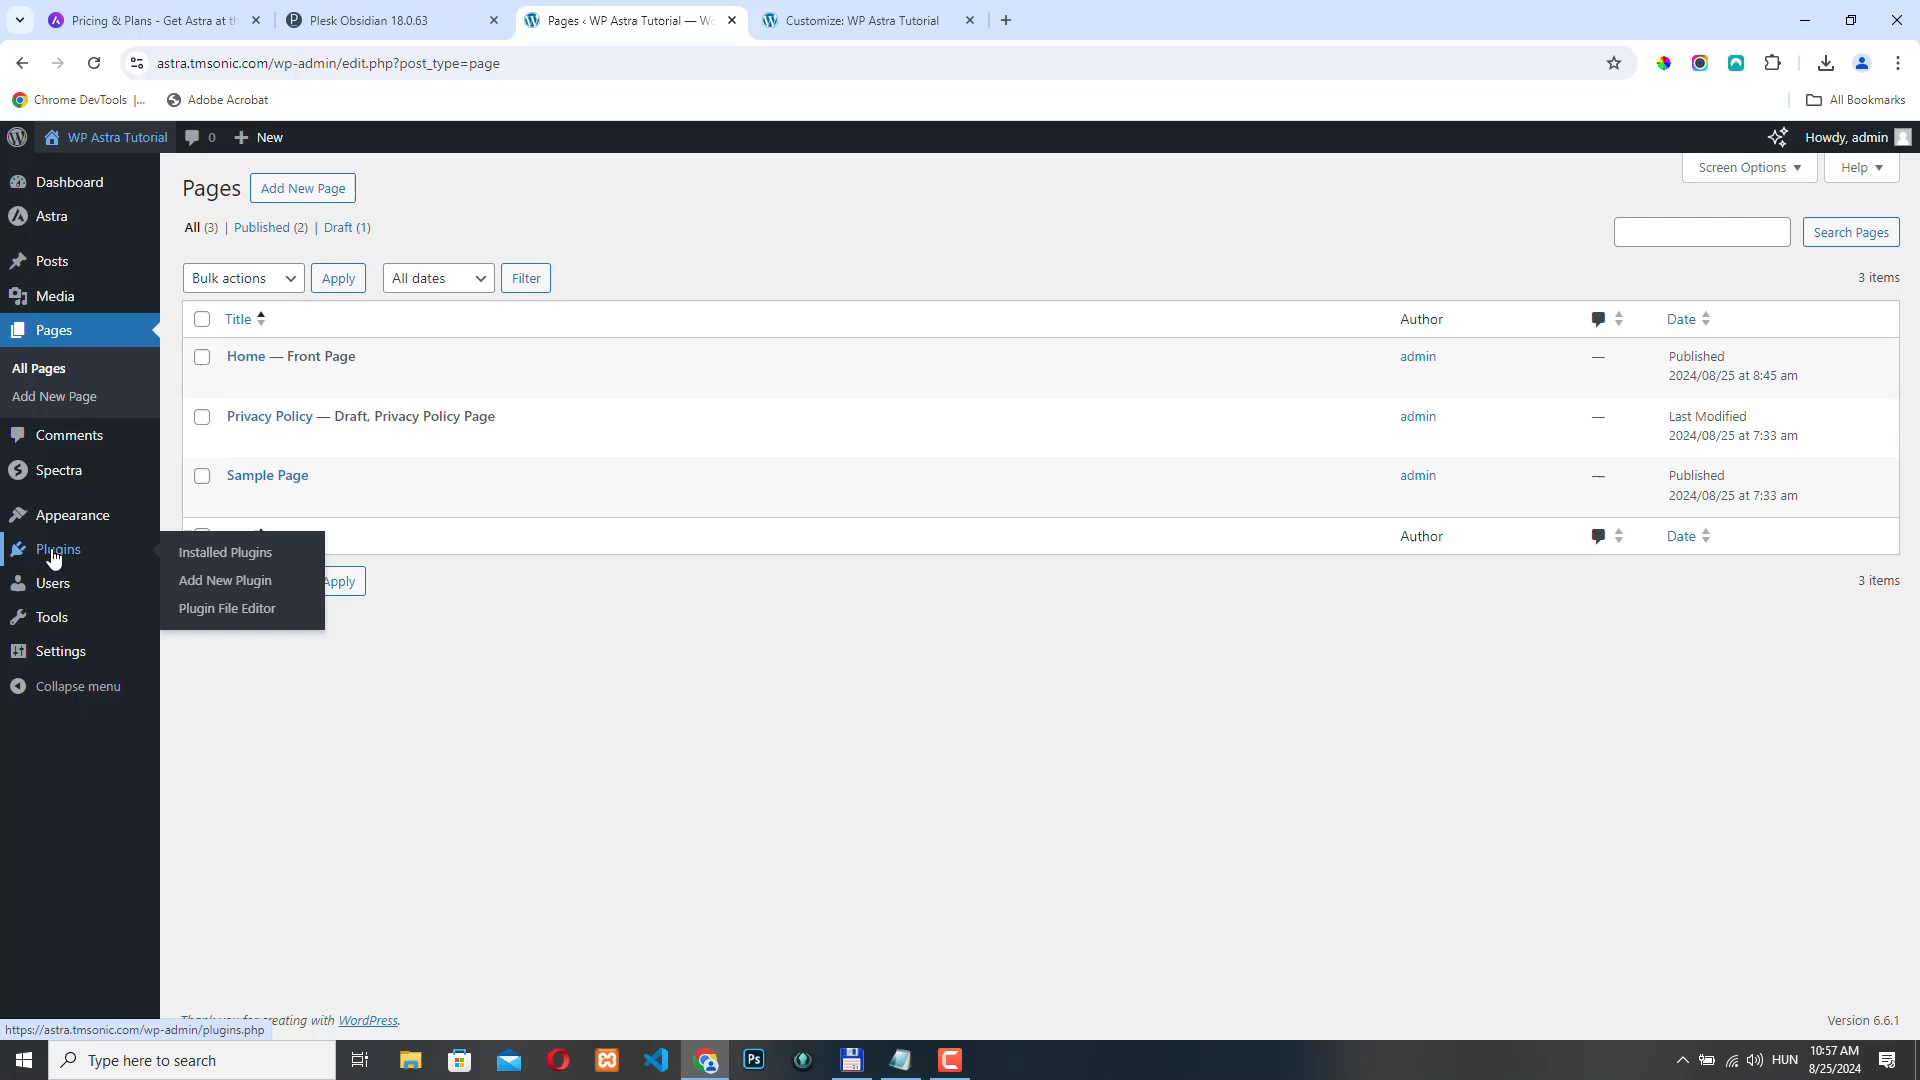 Pricing & Plans - Get Astra at th
Plesk Obsidian 18.0.63
Pages ‹ WP Astra Tutorial — Wo
Customize: WP Astra Tutorial
astra.tmsonic.com/wp-admin/edit.php?post_type=page
Chrome DevTools |...
Adobe Acrobat
All Bookmarks
WP Astra Tutorial
0
New
Howdy, admin
Dashboard
Astra
Posts
Media
Pages
All Pages
Add New Page
Comments
Spectra
Appearance
Plugins
Users
Tools
Settings
Collapse menu
Installed Plugins
Add New Plugin
Plugin File Editor
Pages
Add New Page
Screen Options
Help
All (3) | Published (2) | Draft (1)
Search Pages
Bulk actions
Apply
All dates
Filter
3 items
Title
Author
Date
Home — Front Page
admin
—
Published
2024/08/25 at 8:45 am
Privacy Policy — Draft, Privacy Policy Page
admin
—
Last Modified
2024/08/25 at 7:33 am
Sample Page
admin
—
Published
2024/08/25 at 7:33 am
Author
Date
Apply
3 items
Thank you for creating with WordPress.
Version 6.6.1
https://astra.tmsonic.com/wp-admin/plugins.php
Type here to search
Ps
HUN
10:57 AM
8/25/2024